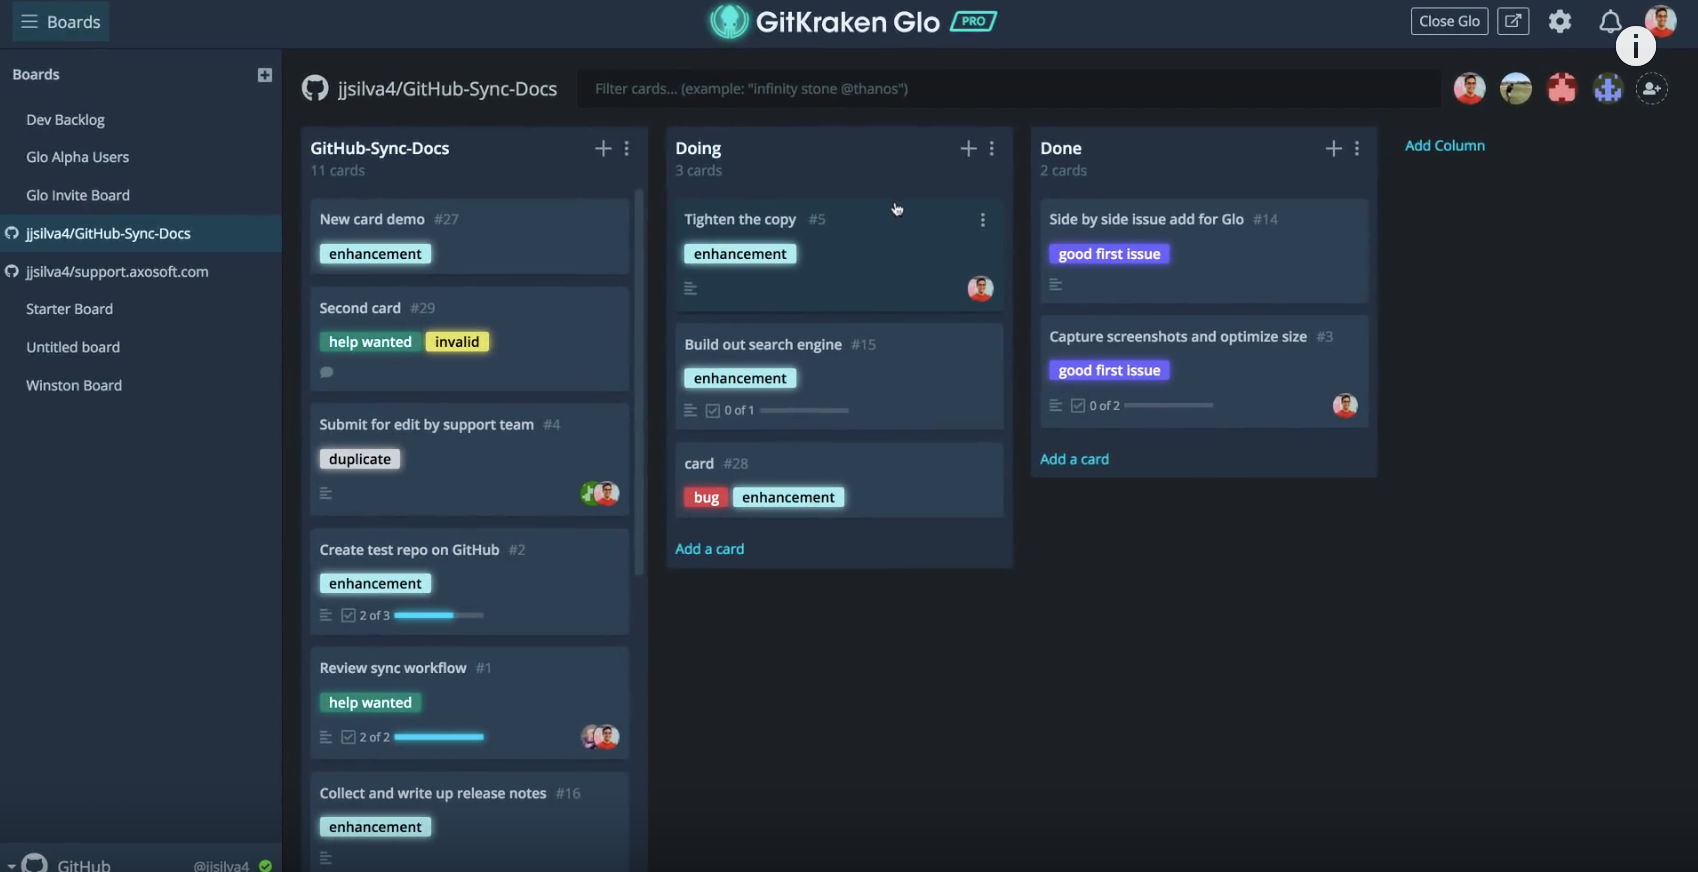 Boards
GitKraken Glo PRO
Close Glo
i
Boards
Dev Backlog
Glo Alpha Users
Glo Invite Board
jjsilva4/GitHub-Sync-Docs
jjsilva4/support.axosoft.com
Starter Board
Untitled board
Winston Board
GitHub @jjsilva4
jjsilva4/GitHub-Sync-Docs
Filter cards... (example: "infinity stone @thanos")
GitHub-Sync-Docs
11 cards
New card demo #27
enhancement
Second card #29
help wanted invalid
Submit for edit by support team #4
duplicate
Create test repo on GitHub #2
enhancement
2 of 3
Review sync workflow #1
help wanted
2 of 2
Collect and write up release notes #16
enhancement
Doing
3 cards
Tighten the copy #5
enhancement
Build out search engine #15
enhancement
0 of 1
card #28
bug enhancement
Add a card
Done
2 cards
Side by side issue add for Glo #14
good first issue
Capture screenshots and optimize size #3
good first issue
0 of 2
Add a card
Add Column